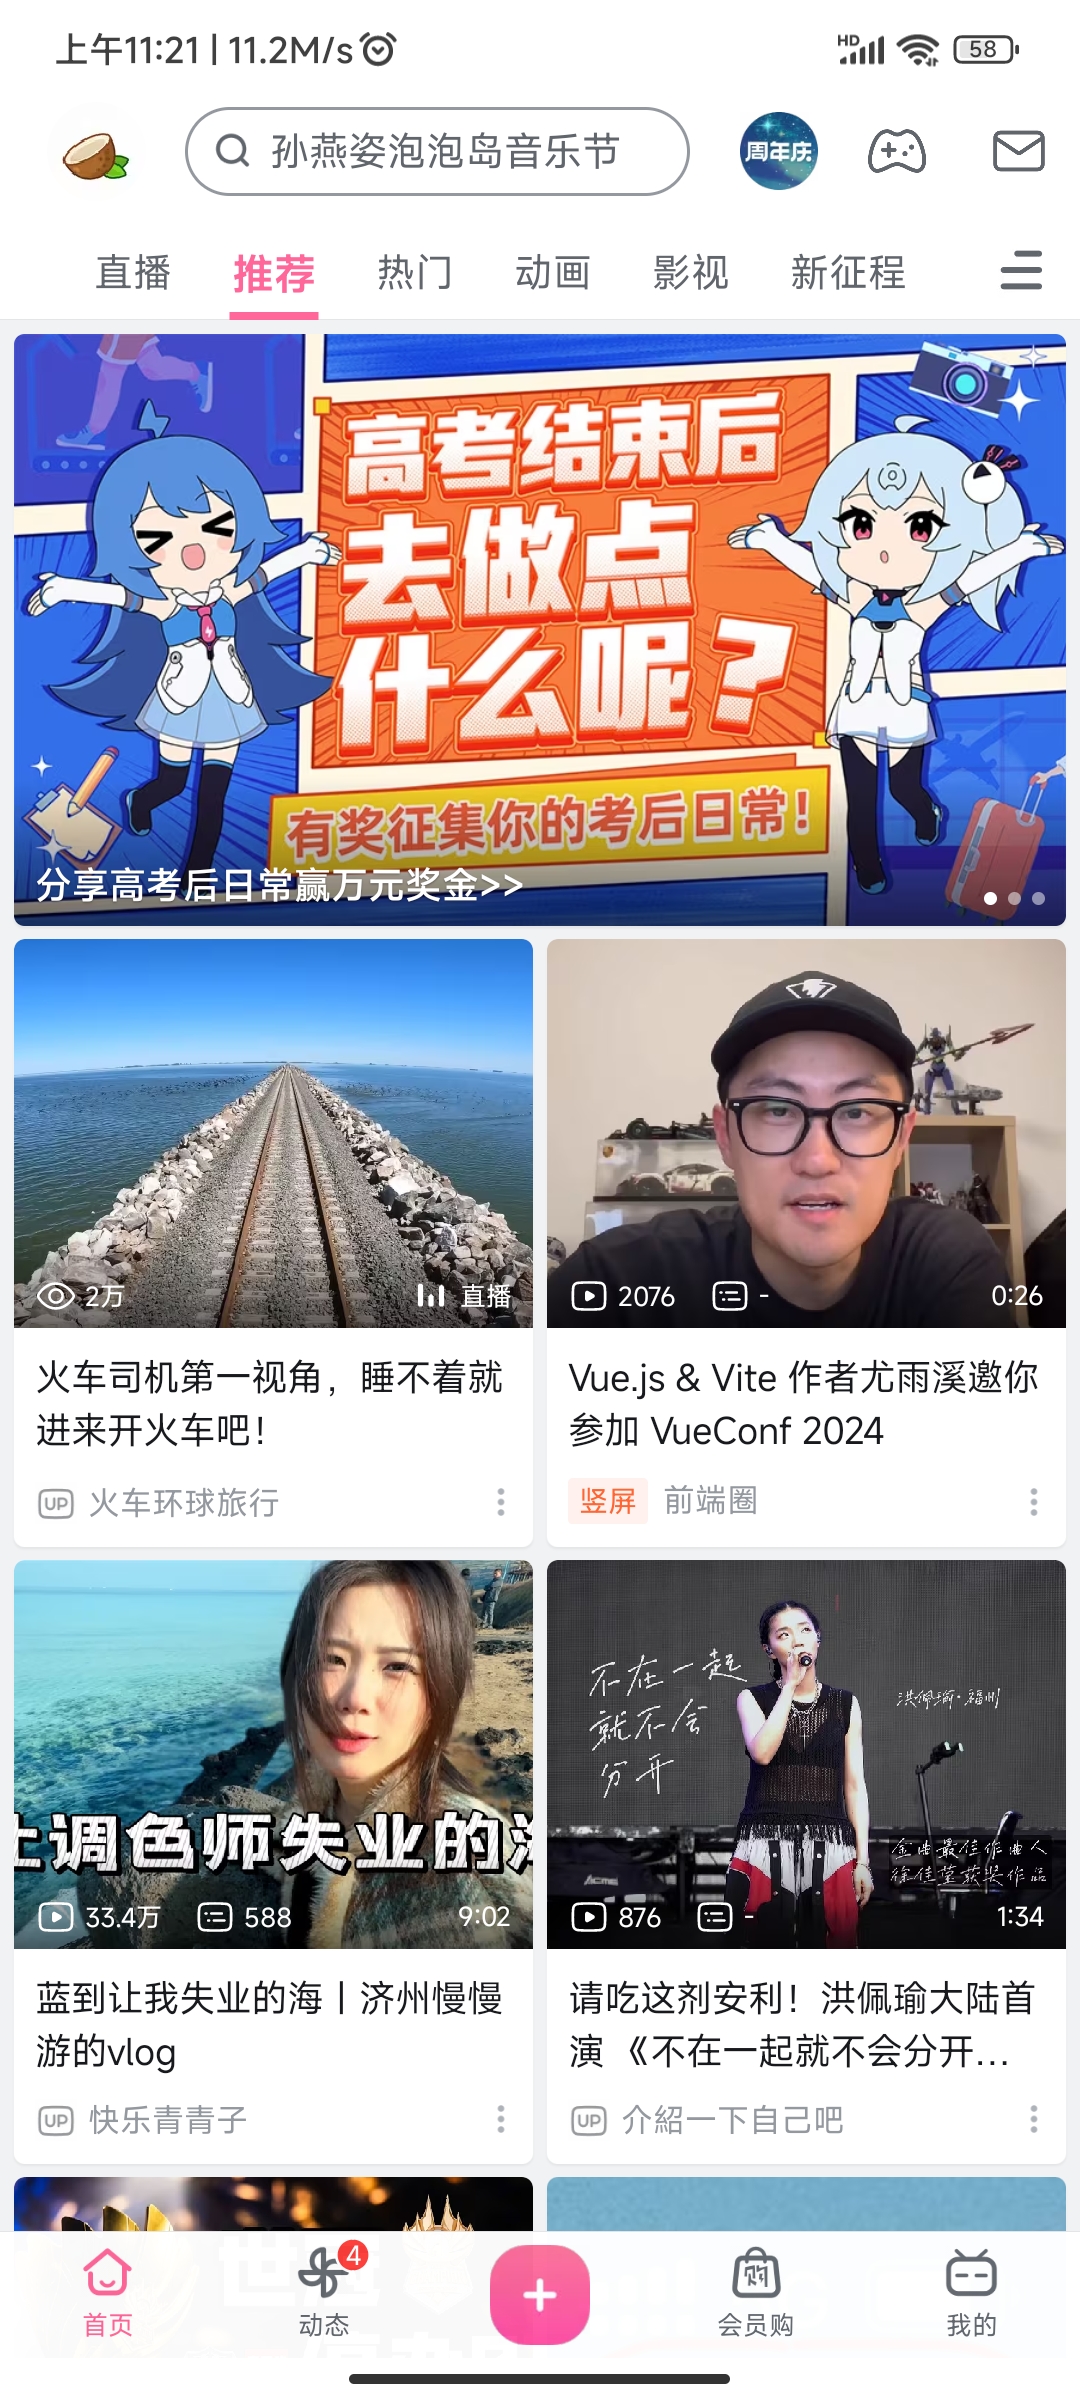 上午11:21 | 11.2M/s
HD
58
孙燕姿泡泡岛音乐节
周年庆
直播 推荐 热门 动画 影视 新征程
高考结束后
去做点
什么呢？
有奖征集你的考后日常！
分享高考后日常赢万元奖金>>
2万 直播
2076 - 0:26
火车司机第一视角，睡不着就
进来开火车吧！
UP 火车环球旅行
Vue.js & Vite 作者尤雨溪邀你
参加 VueConf 2024
竖屏 前端圈
让调色师失业的海
33.4万 588 9:02
不在一起
就不会
分开
洪佩瑜·福州
金曲最佳作曲人
徐佳莹获奖作品
ACME
876 - 1:34
蓝到让我失业的海丨济州慢慢
游的vlog
UP 快乐青青子
请吃这剂安利！洪佩瑜大陆首
演 《不在一起就不会分开...
UP 介紹一下自己吧
首页
4
动态
购
会员购
我的